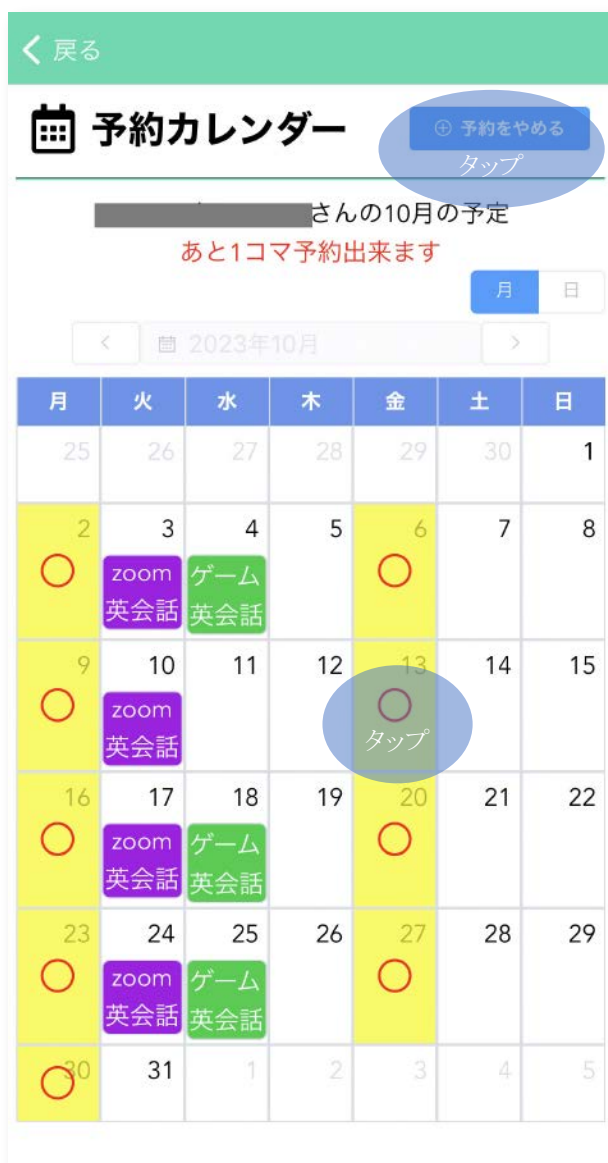 戻る
予約カレンダー
予約をやめる
タップ
さんの10月の予定
あと1コマ予約出来ます
月 日
2023年10月
月 火 水 木 金 土 日
25 26 27 28 29 30 1
2 3 4 5 6 7 8
zoom ゲーム
英会話 英会話
9 10 11 12 13 14 15
zoom
英会話
タップ
16 17 18 19 20 21 22
zoom ゲーム
英会話 英会話
23 24 25 26 27 28 29
zoom ゲーム
英会話 英会話
30 31 1 2 3 4 5